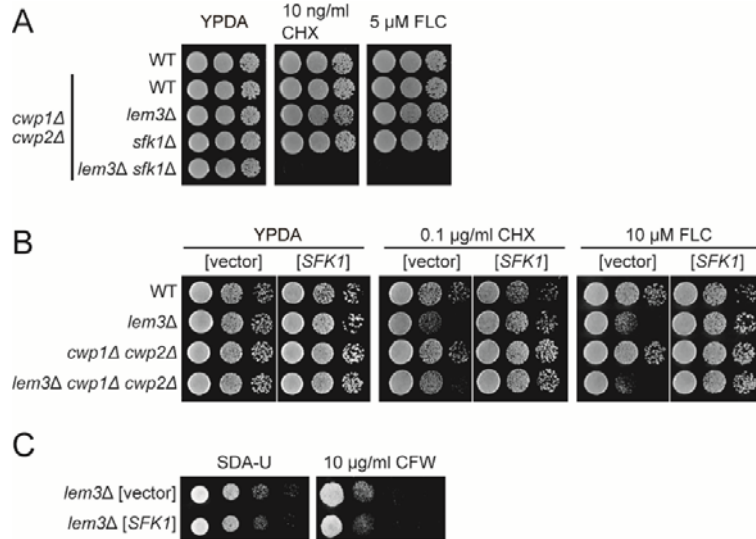 A
YPDA
10 ng/ml CHX
5 µM FLC
WT
cwp1Δ cwp2Δ
WT
lem3Δ
sfk1Δ
lem3Δ sfk1Δ
B
YPDA
0.1 µg/ml CHX
10 µM FLC
[vector] [SFK1] [vector] [SFK1] [vector] [SFK1]
WT
lem3Δ
cwp1Δ cwp2Δ
lem3Δ cwp1Δ cwp2Δ
C
SDA-U
10 µg/ml CFW
lem3Δ [vector]
lem3Δ [SFK1]